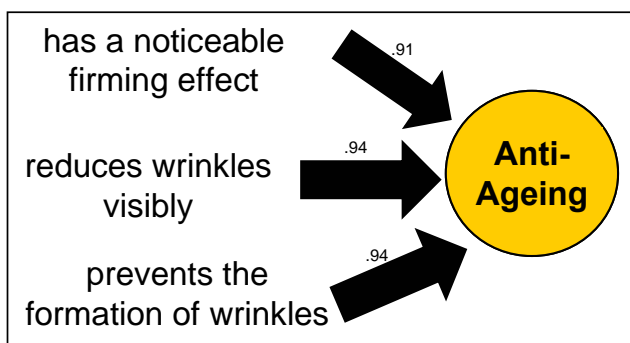 has a noticeable
firming effect
.91
reduces wrinkles
visibly
.94
prevents the
formation of wrinkles
.94
Anti-
Ageing